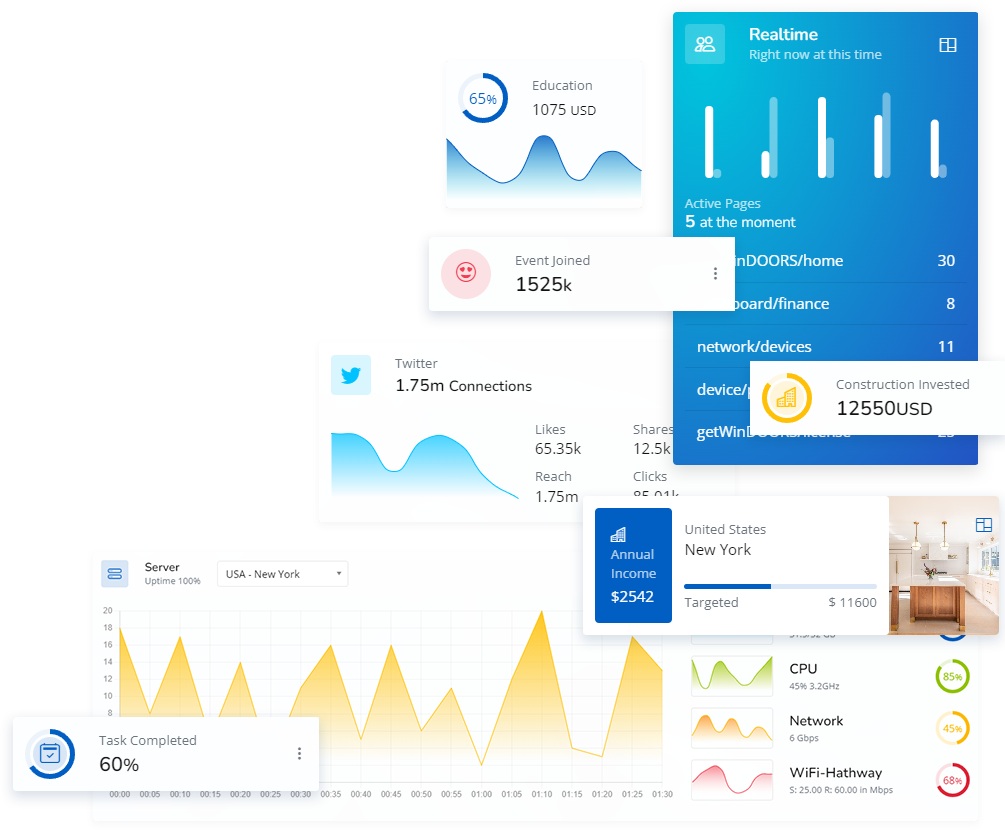 Realtime
Right now at this time
65%
Education
1075 USD
Active Pages
5 at the moment
inDOORS/home 30
board/finance 8
network/devices 11
device/
getWinDOORS/license
Event Joined
1525k
Construction Invested
12550USD
Twitter
1.75m Connections
Likes
65.35k
Shares
12.5k
Reach
1.75m
Clicks
85.01k
Annual
Income
$2542
United States
New York
Targeted $ 11600
Server
Uptime 100%
USA - New York
20
18
16
14
12
10
8
00:00 00:05 00:10 00:15 00:20 00:25 00:30 00:35 00:40 00:45 00:50 00:55 01:00 01:05 01:10 01:15 01:20 01:25 01:30
CPU
45% 3.2GHz
85%
Network
6 Gbps
45%
WiFi-Hathway
S: 25.00 R: 60.00 in Mbps
68%
Task Completed
60%